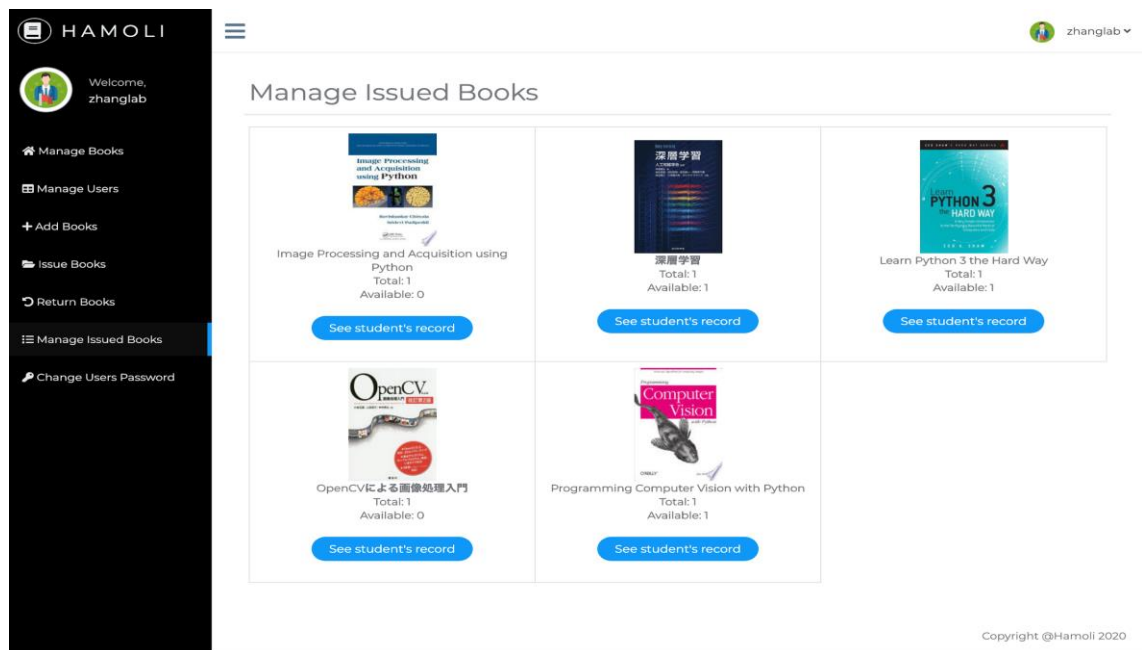 HAMOLI
zhanglab
Welcome,
zhanglab
Manage Books
Manage Users
Add Books
Issue Books
Return Books
Manage Issued Books
Change Users Password
Manage Issued Books
Image Processing
and Acquisition
using Python
Image Processing and Acquisition using
Python
Total: 1
Available: 0
See student's record
深層学習
深層学習
Total: 1
Available: 1
See student's record
Learn
PYTHON 3
the HARD WAY
ZED A. SHAW
Learn Python 3 the Hard Way
Total: 1
Available: 1
See student's record
OpenCV
OpenCVによる画像処理入門
Total: 1
Available: 0
See student's record
Programming
Computer
Vision
with Python
O'REILLY
Programming Computer Vision with Python
Total: 1
Available: 1
See student's record
Copyright @Hamoli 2020